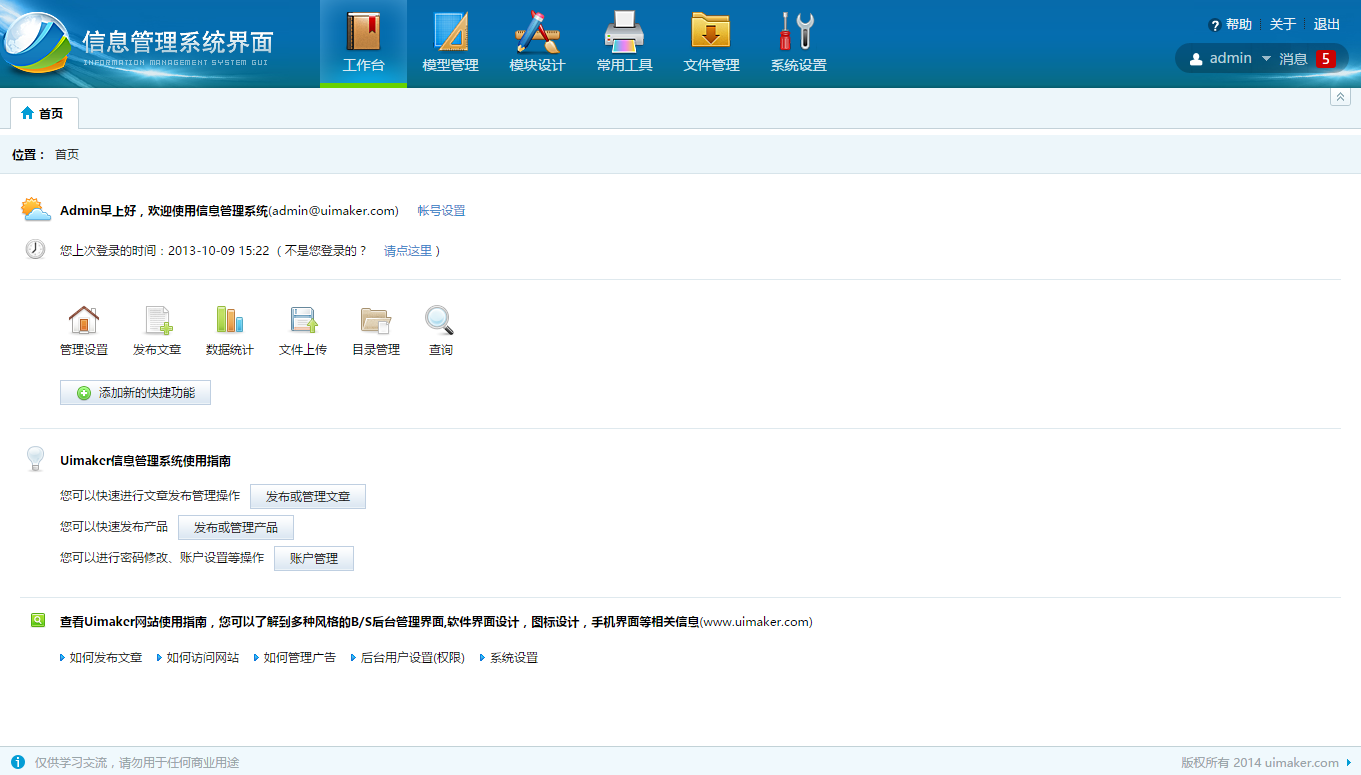 信息管理系统界面
INFORMATION MANAGEMENT SYSTEM GUI
工作台 模型管理 模块设计 常用工具 文件管理 系统设置
帮助 关于 退出
admin 消息 5
首页
位置： 首页
Admin早上好，欢迎使用信息管理系统(admin@uimaker.com) 帐号设置
您上次登录的时间：2013-10-09 15:22 （不是您登录的？ 请点这里）
管理设置 发布文章 数据统计 文件上传 目录管理 查询
添加新的快捷功能
Uimaker信息管理系统使用指南
您可以快速进行文章发布管理操作 发布或管理文章
您可以快速发布产品 发布或管理产品
您可以进行密码修改、账户设置等操作 账户管理
查看Uimaker网站使用指南，您可以了解到多种风格的B/S后台管理界面,软件界面设计，图标设计，手机界面等相关信息(www.uimaker.com)
如何发布文章 如何访问网站 如何管理广告 后台用户设置(权限) 系统设置
仅供学习交流，请勿用于任何商业用途 版权所有 2014 uimaker.com